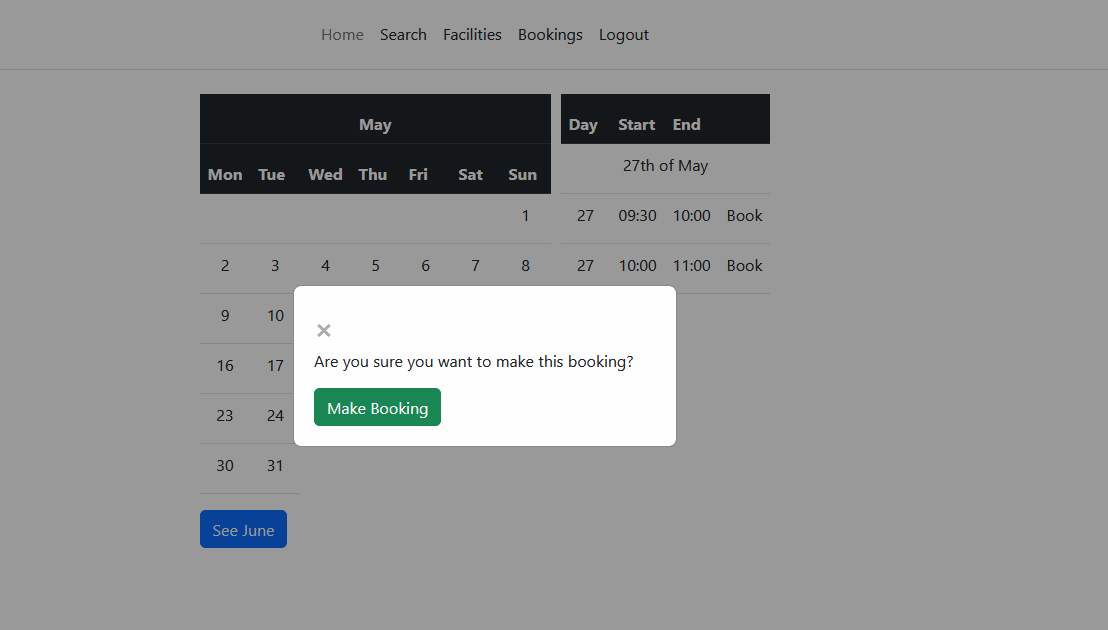 Home Search Facilities Bookings Logout
May
Mon Tue Wed Thu Fri Sat Sun
1
2 3 4 5 6 7 8
9 10
16 17
23 24
30 31
See June
Day Start End
27th of May
27 09:30 10:00 Book
27 10:00 11:00 Book
×
Are you sure you want to make this booking?
Make Booking